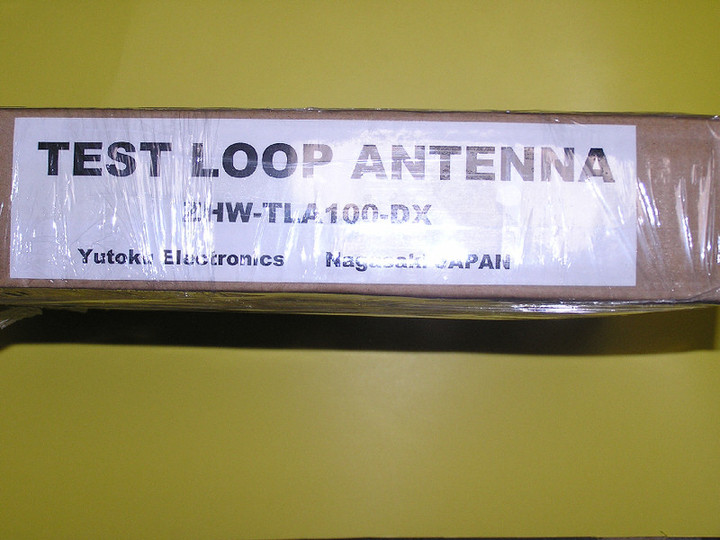 TEST LOOP ANTENNA
ZHW-TLA100-DX
Yutoku Electronics Nagasaki JAPAN